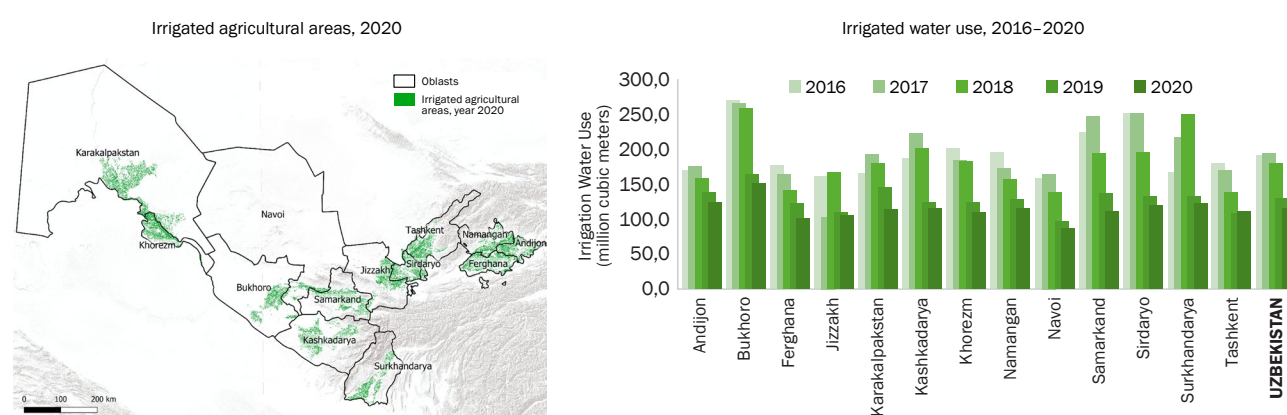 Irrigated agricultural areas, 2020
Oblasts
Irrigated agricultural
areas, year 2020
Karakalpakstan
Navoi
Khorezm
Tashkent
Namangan
Andijon
Ferghana
Sirdaryo
Jizzakh
Bukhoro
Samarkand
Kashkadarya
Surkhandarya
0 100 200 km
Irrigated water use, 2016–2020
Irrigation Water Use
(million cubic meters)
300,0
250,0
200,0
150,0
100,0
50,0
0,0
2016 2017 2018 2019 2020
Andijon
Bukhoro
Ferghana
Jizzakh
Karakalpakstan
Kashkadarya
Khorezm
Namangan
Navoi
Samarkand
Sirdaryo
Surkhandarya
Tashkent
UZBEKISTAN